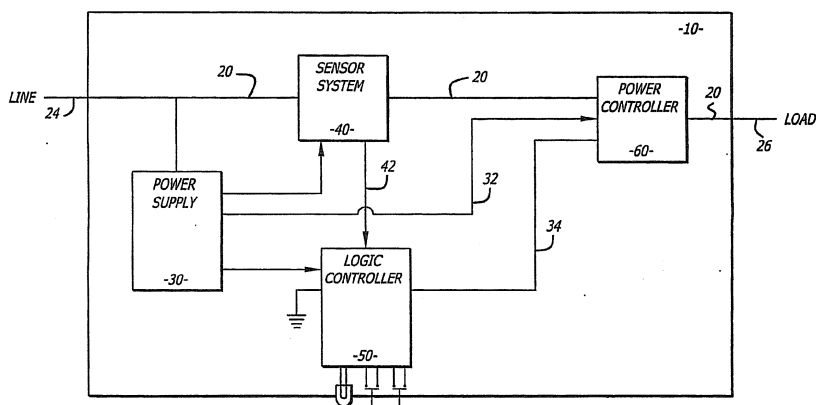 -10-
LINE
24
20
SENSOR
SYSTEM
-40-
20
POWER
CONTROLLER
-60-
20
26
LOAD
POWER
SUPPLY
-30-
42
32
34
LOGIC
CONTROLLER
-50-